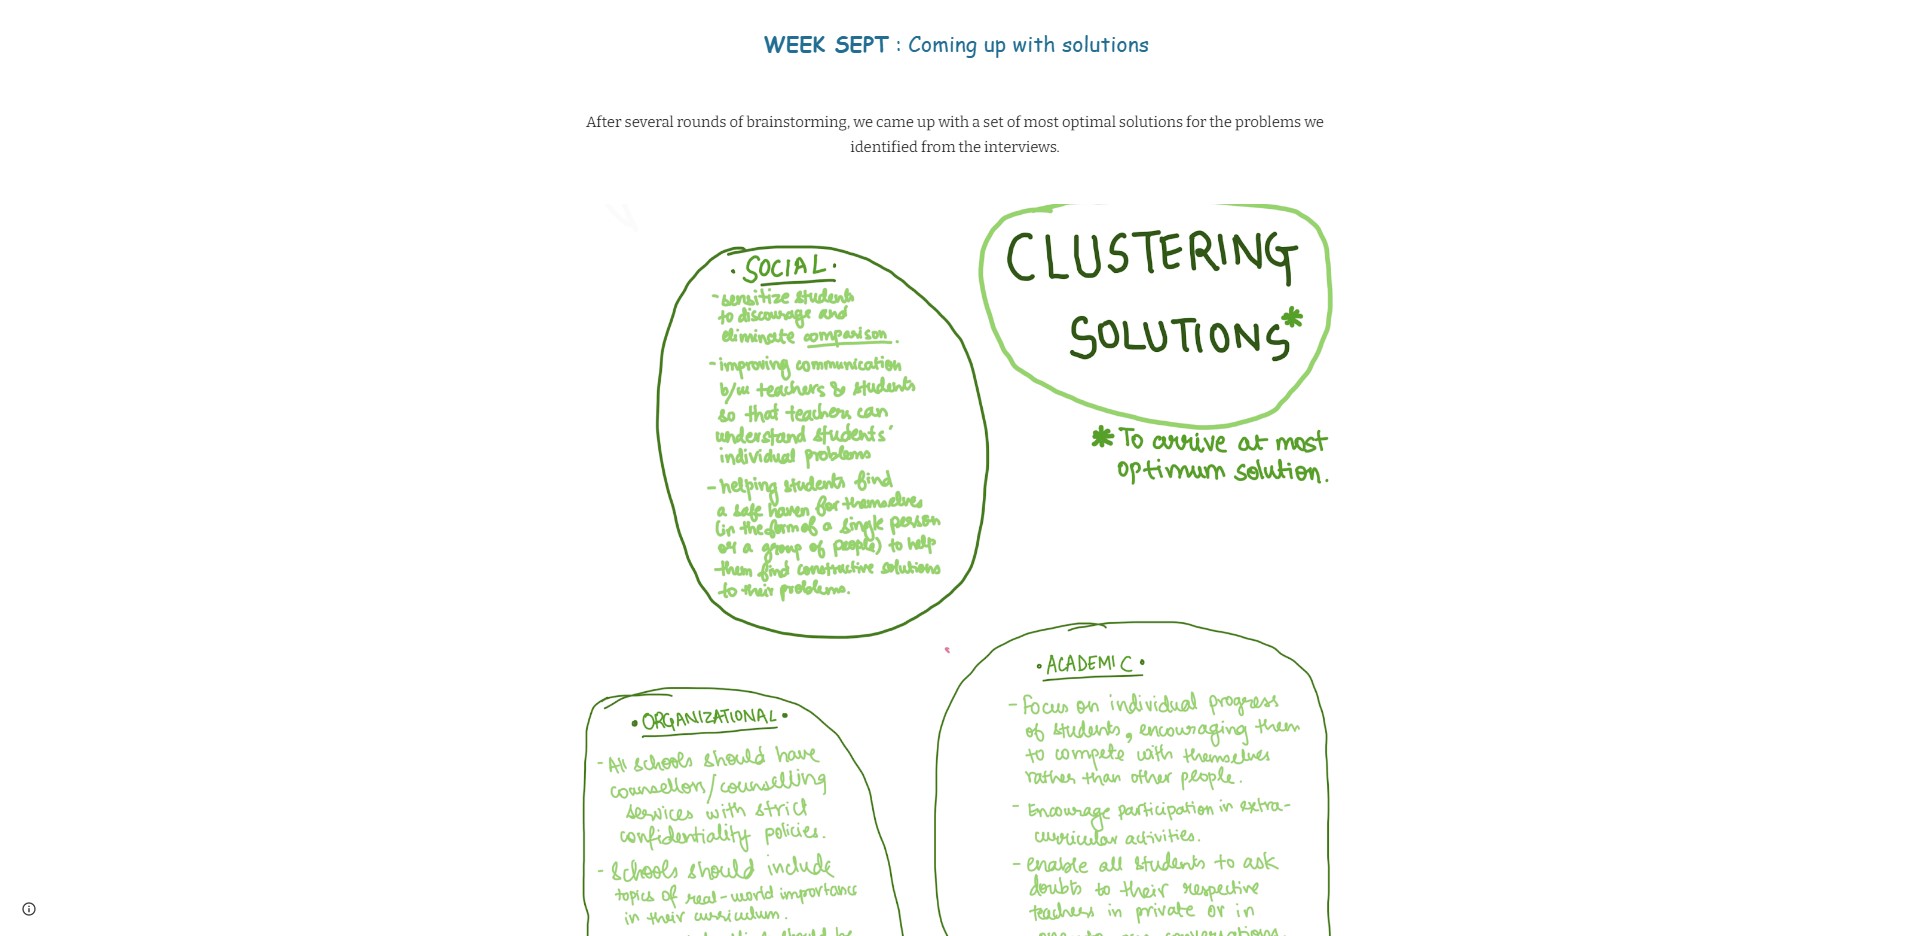 WEEK SEPT : Coming up with solutions
After several rounds of brainstorming, we came up with a set of most optimal solutions for the problems we
identified from the interviews.
CLUSTERING
SOLUTIONS*
* To arrive at most
optimum solution.
• SOCIAL •
- sensitize students
to discourage and
eliminate comparison.
- improving communication
b/w teachers & students
so that teachers can
understand students'
individual problems
- helping students find
a safe haven for themselves
(in the form of a single person
or a group of people) to help
them find constructive solutions
to their problems.
• ORGANIZATIONAL •
- All schools should have
counsellors/counselling
services with strict
confidentiality policies.
- Schools should include
topics of real-world importance
in their curriculum.
should be
• ACADEMIC •
- Focus on individual progress
of students, encouraging them
to compete with themselves
rather than other people.
- Encourage participation in extra-
curricular activities.
- enable all students to ask
doubts to their respective
teachers in private or in
conversations.